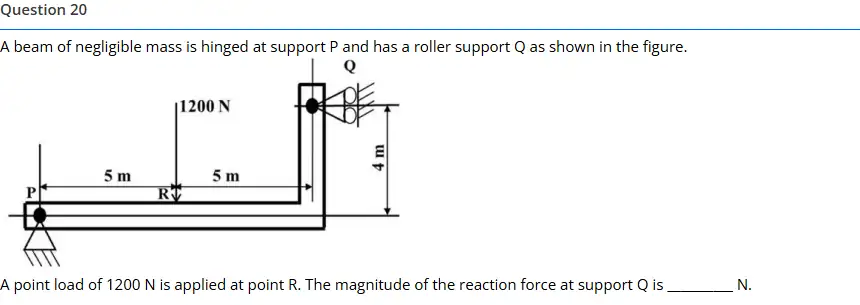 Question 20
A beam of negligible mass is hinged at support P and has a roller support Q as shown in the figure.
Q
1200 N
5 m
5 m
4 m
P
R
A point load of 1200 N is applied at point R. The magnitude of the reaction force at support Q is _________ N.